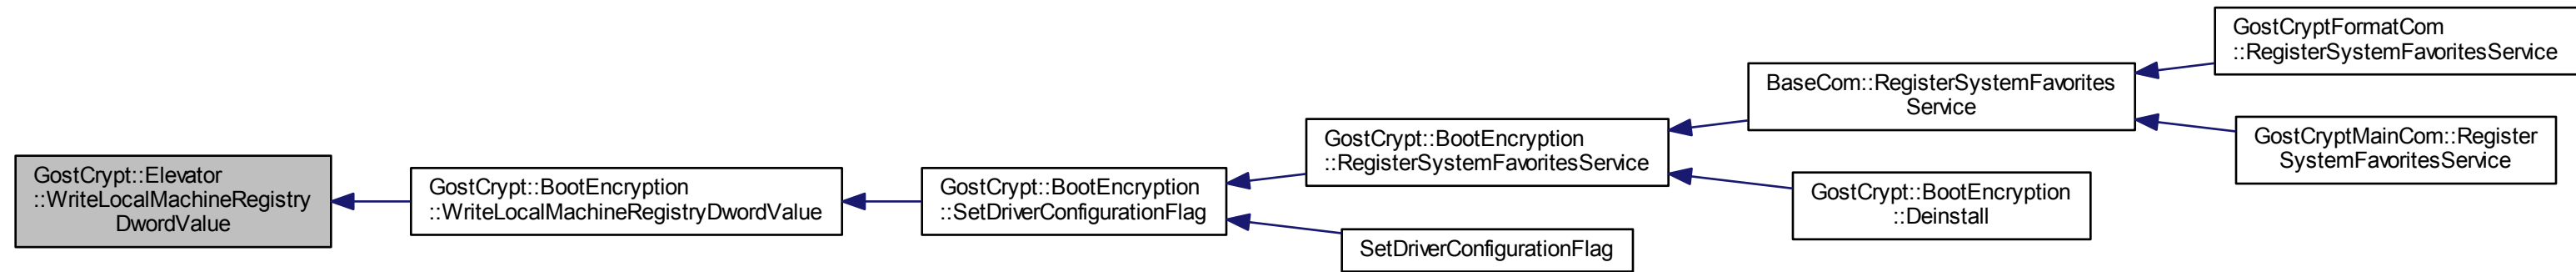 GostCrypt::Elevator
::WriteLocalMachineRegistry
DwordValue
GostCrypt::BootEncryption
::WriteLocalMachineRegistryDwordValue
GostCrypt::BootEncryption
::SetDriverConfigurationFlag
GostCrypt::BootEncryption
::RegisterSystemFavoritesService
SetDriverConfigurationFlag
BaseCom::RegisterSystemFavorites
Service
GostCrypt::BootEncryption
::Deinstall
GostCryptFormatCom
::RegisterSystemFavoritesService
GostCryptMainCom::Register
SystemFavoritesService